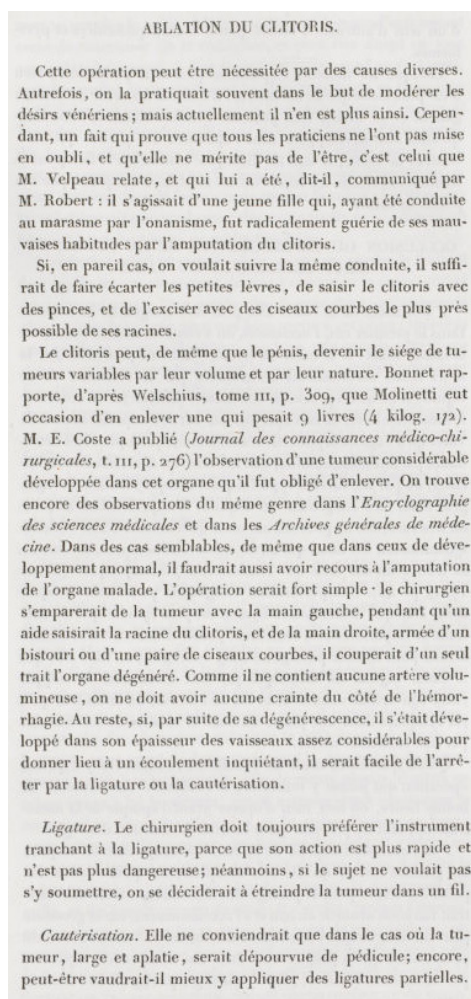 ABLATION DU CLITORIS.
Cette opération peut être nécessitée par des causes diverses.
Autrefois, on la pratiquait souvent dans le but de modérer les
désirs vénériens ; mais actuellement il n'en est plus ainsi. Cepen-
dant, un fait qui prouve que tous les praticiens ne l'ont pas mise
en oubli, et qu'elle ne mérite pas de l'être, c'est celui que
M. Velpeau relate, et qui lui a été, dit-il, communiqué par
M. Robert : il s'agissait d'une jeune fille qui, ayant été conduite
au marasme par l'onanisme, fut radicalement guérie de ses mau-
vaises habitudes par l'amputation du clitoris.
Si, en pareil cas, on voulait suivre la même conduite, il suffi-
rait de faire écarter les petites lèvres, de saisir le clitoris avec
des pinces, et de l'exciser avec des ciseaux courbes le plus près
possible de ses racines.
Le clitoris peut, de même que le pénis, devenir le siége de tu-
meurs variables par leur volume et par leur nature. Bonnet rap-
porte, d'après Welschius, tome III, p. 309, que Molinetti eut
occasion d'en enlever une qui pesait 9 livres (4 kilog. 1/2).
M. E. Coste a publié (Journal des connaissances médico-chi-
rurgicales, t. III, p. 276) l'observation d'une tumeur considérable
développée dans cet organe qu'il fut obligé d'enlever. On trouve
encore des observations du même genre dans l'Encyclographie
des sciences médicales et dans les Archives générales de méde-
cine. Dans des cas semblables, de même que dans ceux de déve-
loppement anormal, il faudrait aussi avoir recours à l'amputation
de l'organe malade. L'opération serait fort simple · le chirurgien
s'emparerait de la tumeur avec la main gauche, pendant qu'un
aide saisirait la racine du clitoris, et de la main droite, armée d'un
bistouri ou d'une paire de ciseaux courbes, il couperait d'un seul
trait l'organe dégénéré. Comme il ne contient aucune artère volu-
mineuse, on ne doit avoir aucune crainte du côté de l'hémor-
rhagie. Au reste, si, par suite de sa dégénérescence, il s'était déve-
loppé dans son épaisseur des vaisseaux assez considérables pour
donner lieu à un écoulement inquiétant, il serait facile de l'arrê-
ter par la ligature ou la cautérisation.
Ligature. Le chirurgien doit toujours préférer l'instrument
tranchant à la ligature, parce que son action est plus rapide et
n'est pas plus dangereuse; néanmoins, si le sujet ne voulait pas
s'y soumettre, on se déciderait à étreindre la tumeur dans un fil.
Cautérisation. Elle ne conviendrait que dans le cas où la tu-
meur, large et aplatie, serait dépourvue de pédicule; encore,
peut-être vaudrait-il mieux y appliquer des ligatures partielles.